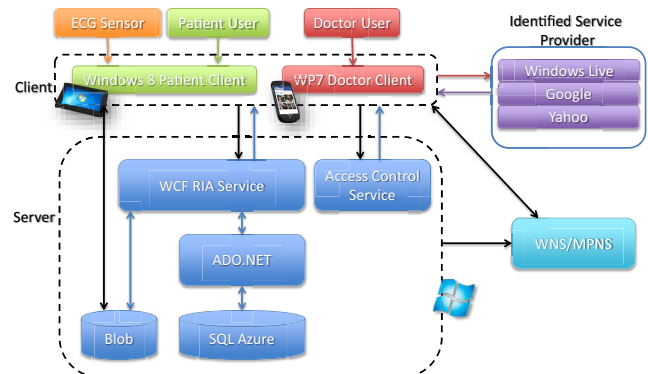 ECG Sensor
Patient User
Doctor User
Identified Service
Provider
Client
Windows 8 Patient Client
WP7 Doctor Client
Windows Live
Google
Yahoo
Server
WCF RIA Service
Access Control
Service
WNS/MPNS
ADO.NET
Blob
SQL Azure